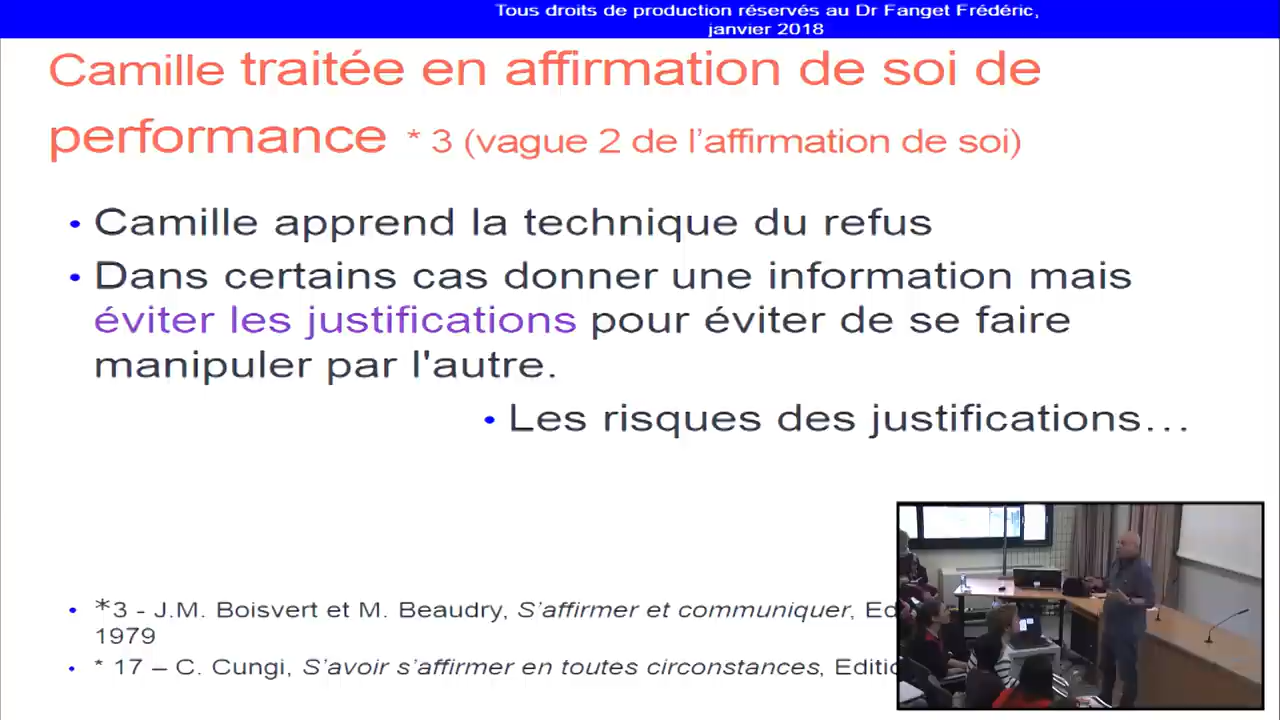 Tous droits de production réservés au Dr Fanget Frédéric,
janvier 2018
Camille traitée en affirmation de soi de
performance * 3 (vague 2 de l’affirmation de soi)
• Camille apprend la technique du refus
• Dans certains cas donner une information mais
éviter les justifications pour éviter de se faire
manipuler par l'autre.
• Les risques des justifications…
• *3 - J.M. Boisvert et M. Beaudry, S’affirmer et communiquer,
1979
• * 17 – C. Cungi, S’avoir s’affirmer en toutes circonstances,